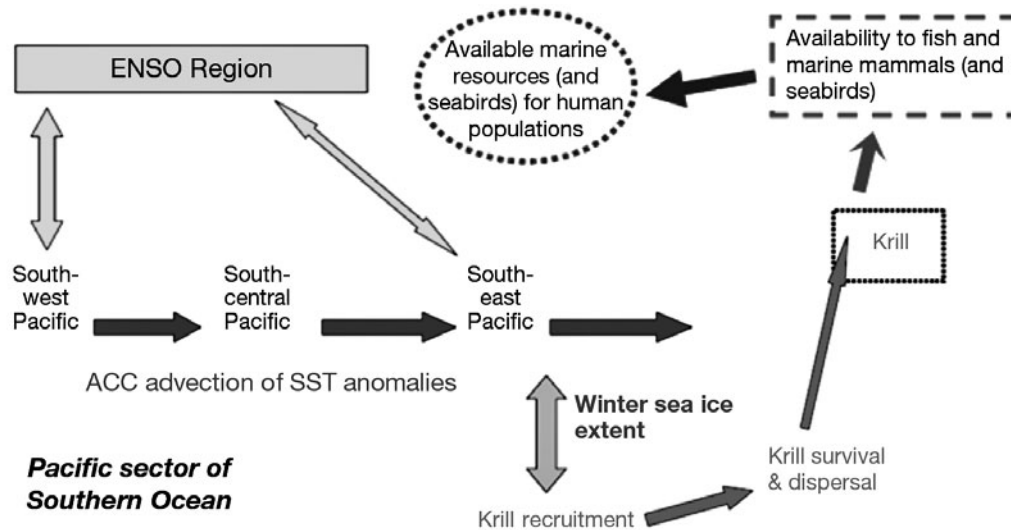 ENSO Region
Available marine
resources (and
seabirds) for human
populations
Availability to fish and
marine mammals (and
seabirds)
Krill
South-
west
Pacific
South-
central
Pacific
South-
east
Pacific
ACC advection of SST anomalies
Winter sea ice
extent
Pacific sector of
Southern Ocean
Krill survival
& dispersal
Krill recruitment